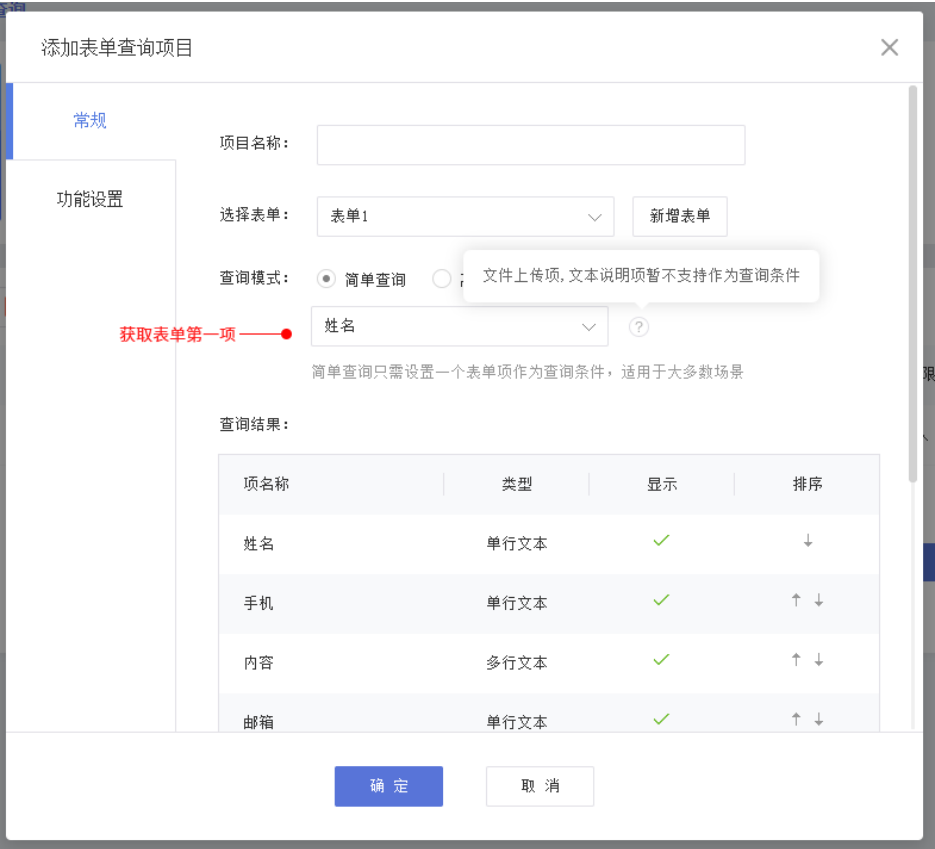 查询
添加表单查询项目
常规
功能设置
项目名称：
选择表单：
表单1
新增表单
查询模式：
简单查询
文件上传项,文本说明项暂不支持作为查询条件
获取表单第一项
姓名
?
简单查询只需设置一个表单项作为查询条件，适用于大多数场景
限
查询结果：
项名称 类型 显示 排序
姓名 单行文本 ↓
手机 单行文本 ↑ ↓
内容 多行文本 ↑ ↓
邮箱 单行文本 ↑ ↓
确 定
取 消